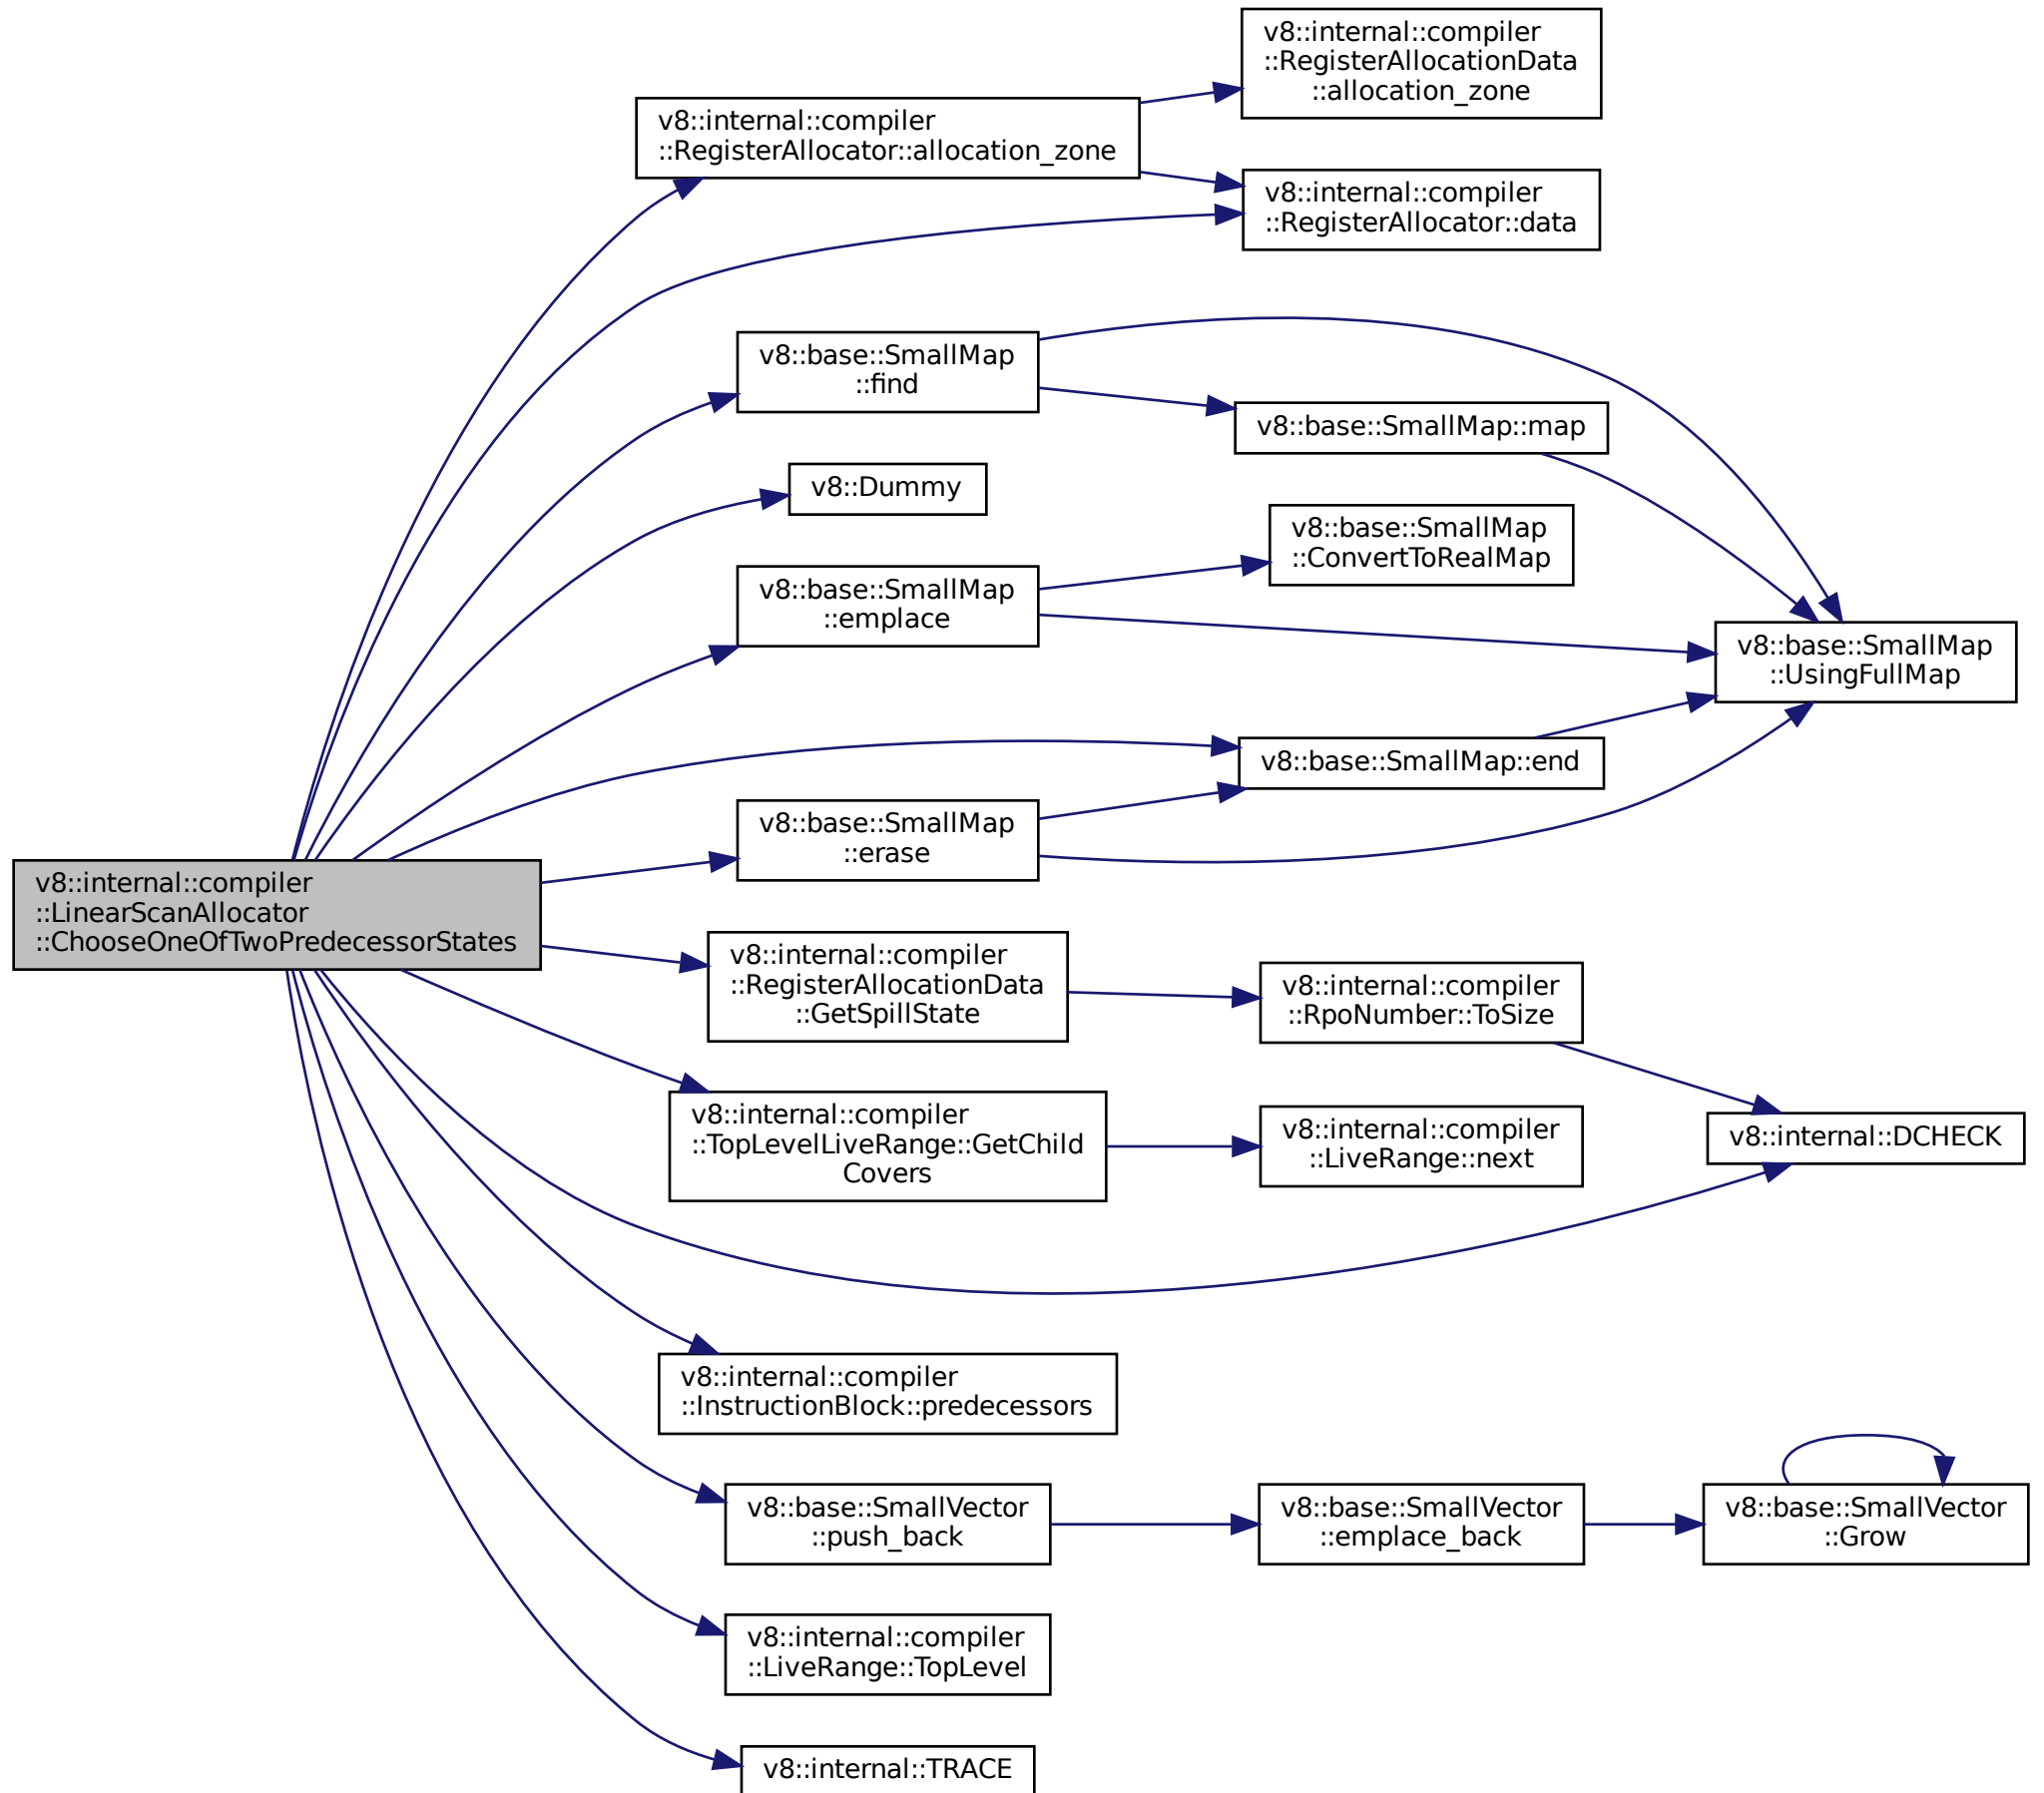 v8::internal::compiler
::RegisterAllocationData
::allocation_zone
v8::internal::compiler
::RegisterAllocator::allocation_zone
v8::internal::compiler
::RegisterAllocator::data
v8::base::SmallMap
::find
v8::base::SmallMap::map
v8::Dummy
v8::base::SmallMap
::ConvertToRealMap
v8::base::SmallMap
::emplace
v8::base::SmallMap
::UsingFullMap
v8::base::SmallMap::end
v8::base::SmallMap
::erase
v8::internal::compiler
::LinearScanAllocator
::ChooseOneOfTwoPredecessorStates
v8::internal::compiler
::RegisterAllocationData
::GetSpillState
v8::internal::compiler
::RpoNumber::ToSize
v8::internal::compiler
::TopLevelLiveRange::GetChild
Covers
v8::internal::compiler
::LiveRange::next
v8::internal::DCHECK
v8::internal::compiler
::InstructionBlock::predecessors
v8::base::SmallVector
::push_back
v8::base::SmallVector
::emplace_back
v8::base::SmallVector
::Grow
v8::internal::compiler
::LiveRange::TopLevel
v8::internal::TRACE